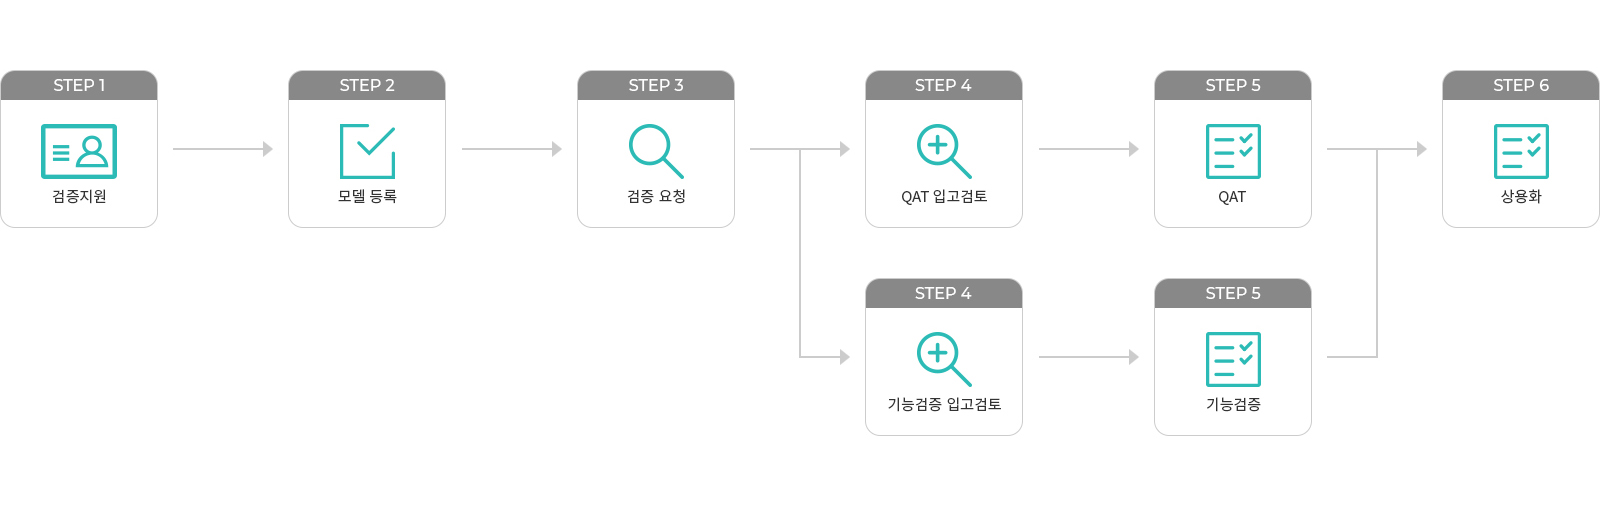 STEP 1
검증지원
STEP 2
모델 등록
STEP 3
검증 요청
STEP 4
QAT 입고검토
STEP 5
QAT
STEP 6
상용화
STEP 4
기능검증 입고검토
STEP 5
기능검증